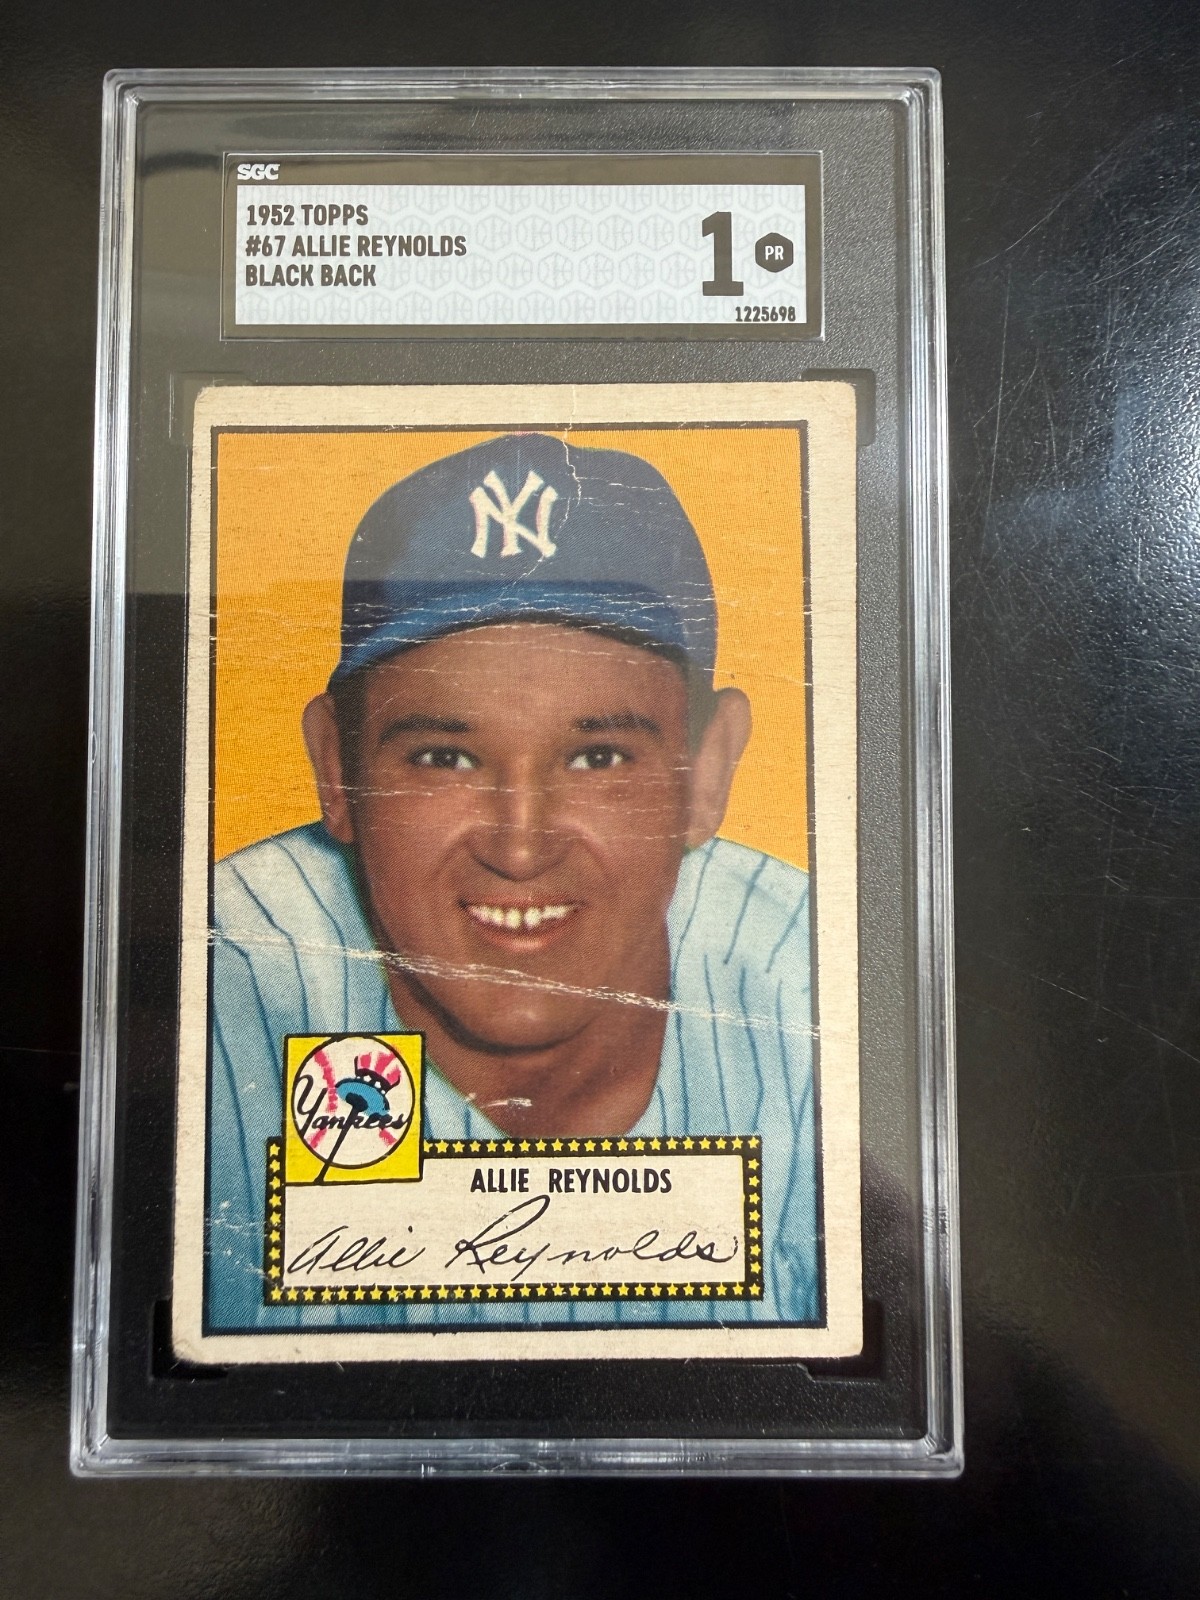 SGC
1952 TOPPS
#67 ALLIE REYNOLDS
BLACK BACK
1
PR
1225698
NY
Yankees
ALLIE REYNOLDS
Allie Reynolds